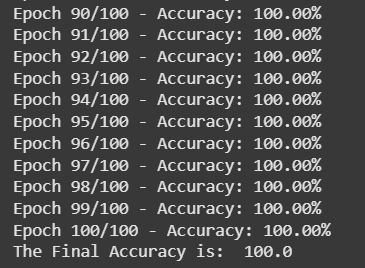 Epoch 90/100 - Accuracy: 100.00%
Epoch 91/100 - Accuracy: 100.00%
Epoch 92/100 - Accuracy: 100.00%
Epoch 93/100 - Accuracy: 100.00%
Epoch 94/100 - Accuracy: 100.00%
Epoch 95/100 - Accuracy: 100.00%
Epoch 96/100 - Accuracy: 100.00%
Epoch 97/100 - Accuracy: 100.00%
Epoch 98/100 - Accuracy: 100.00%
Epoch 99/100 - Accuracy: 100.00%
Epoch 100/100 - Accuracy: 100.00%
The Final Accuracy is:  100.0